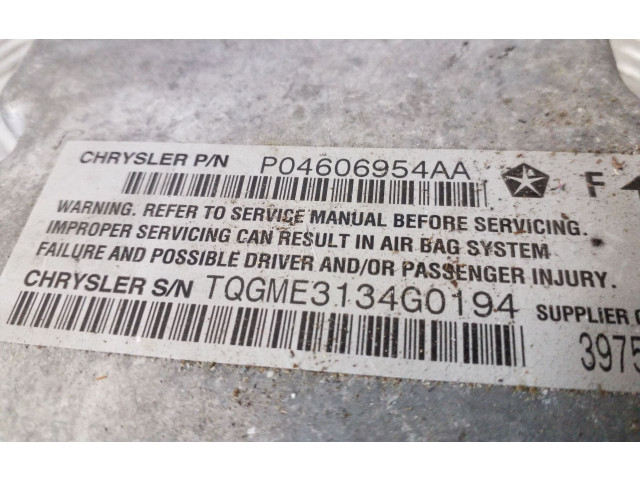 CHRYSLER P/N P04606954AA F
WARNING. REFER TO SERVICE MANUAL BEFORE SERVICING.
IMPROPER SERVICING CAN RESULT IN AIR BAG SYSTEM
FAILURE AND POSSIBLE DRIVER AND/OR PASSENGER INJURY.
CHRYSLER S/N TQGME3134G0194 SUPPLIER
3975